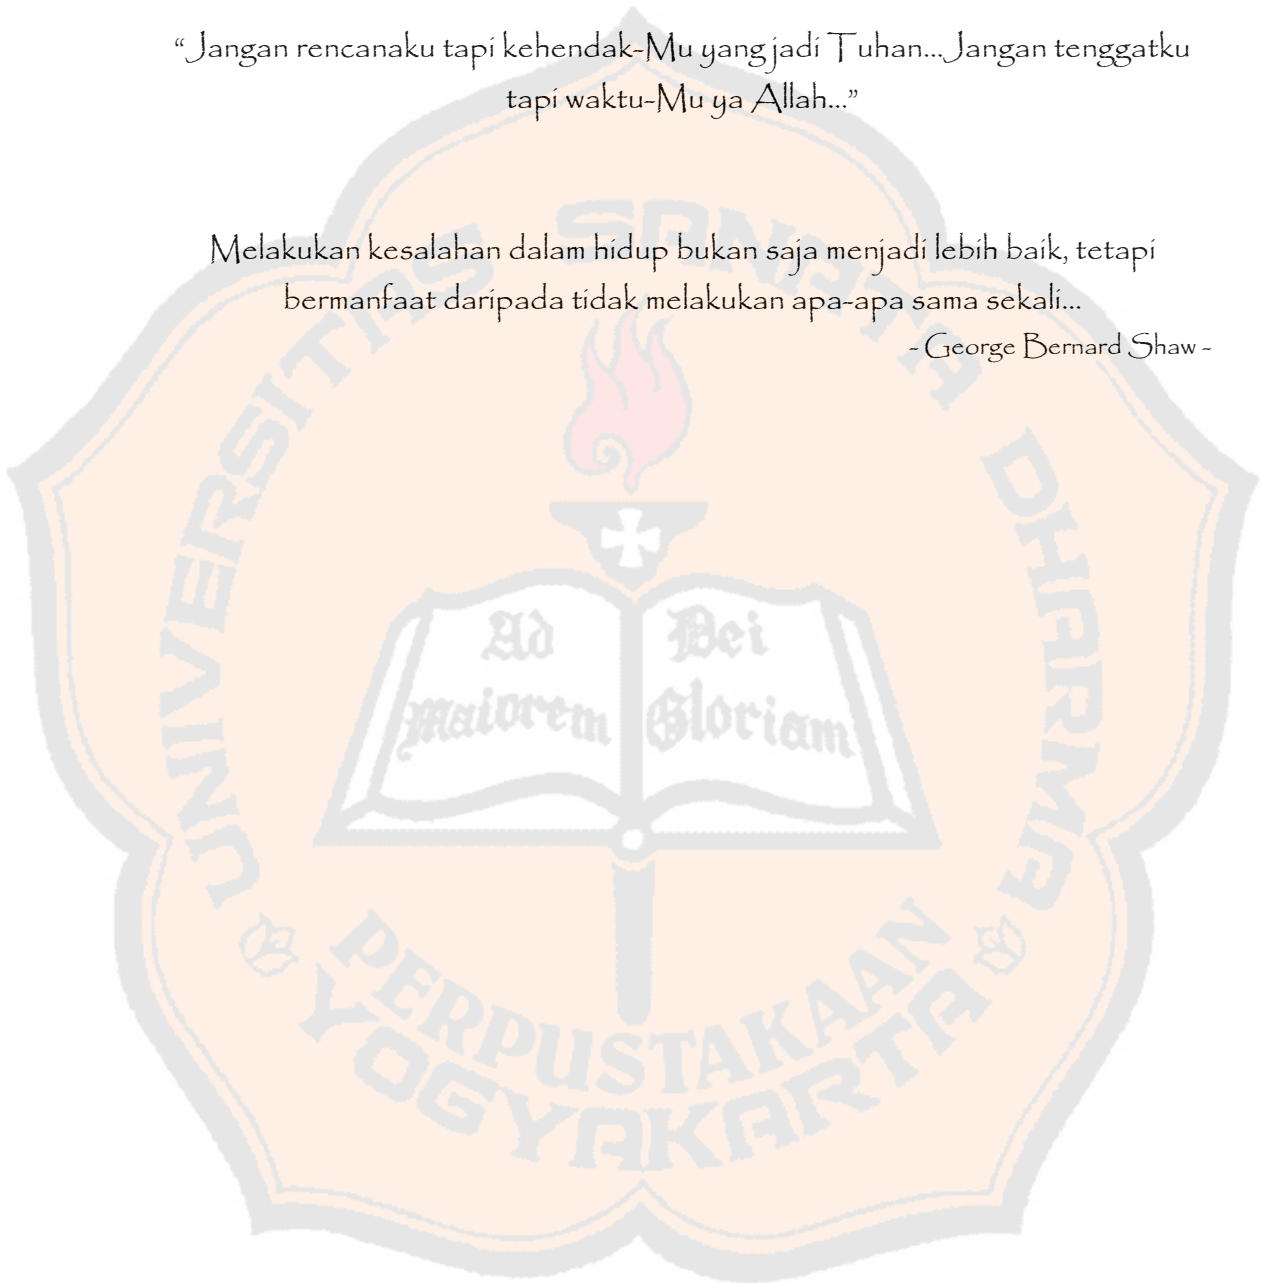 “Jangan rencanaku tapi kehendak-Mu yang jadi Tuhan...Jangan tenggatku
tapi waktu-Mu ya Allah...”
Melakukan kesalahan dalam hidup bukan saja menjadi lebih baik, tetapi
bermanfaat daripada tidak melakukan apa-apa sama sekali...
- George Bernard Shaw -
UNIVERSITAS SANATA DHARMA
Ad Dei
maiorem Gloriam
PERPUSTAKAAN
YOGYAKARTA